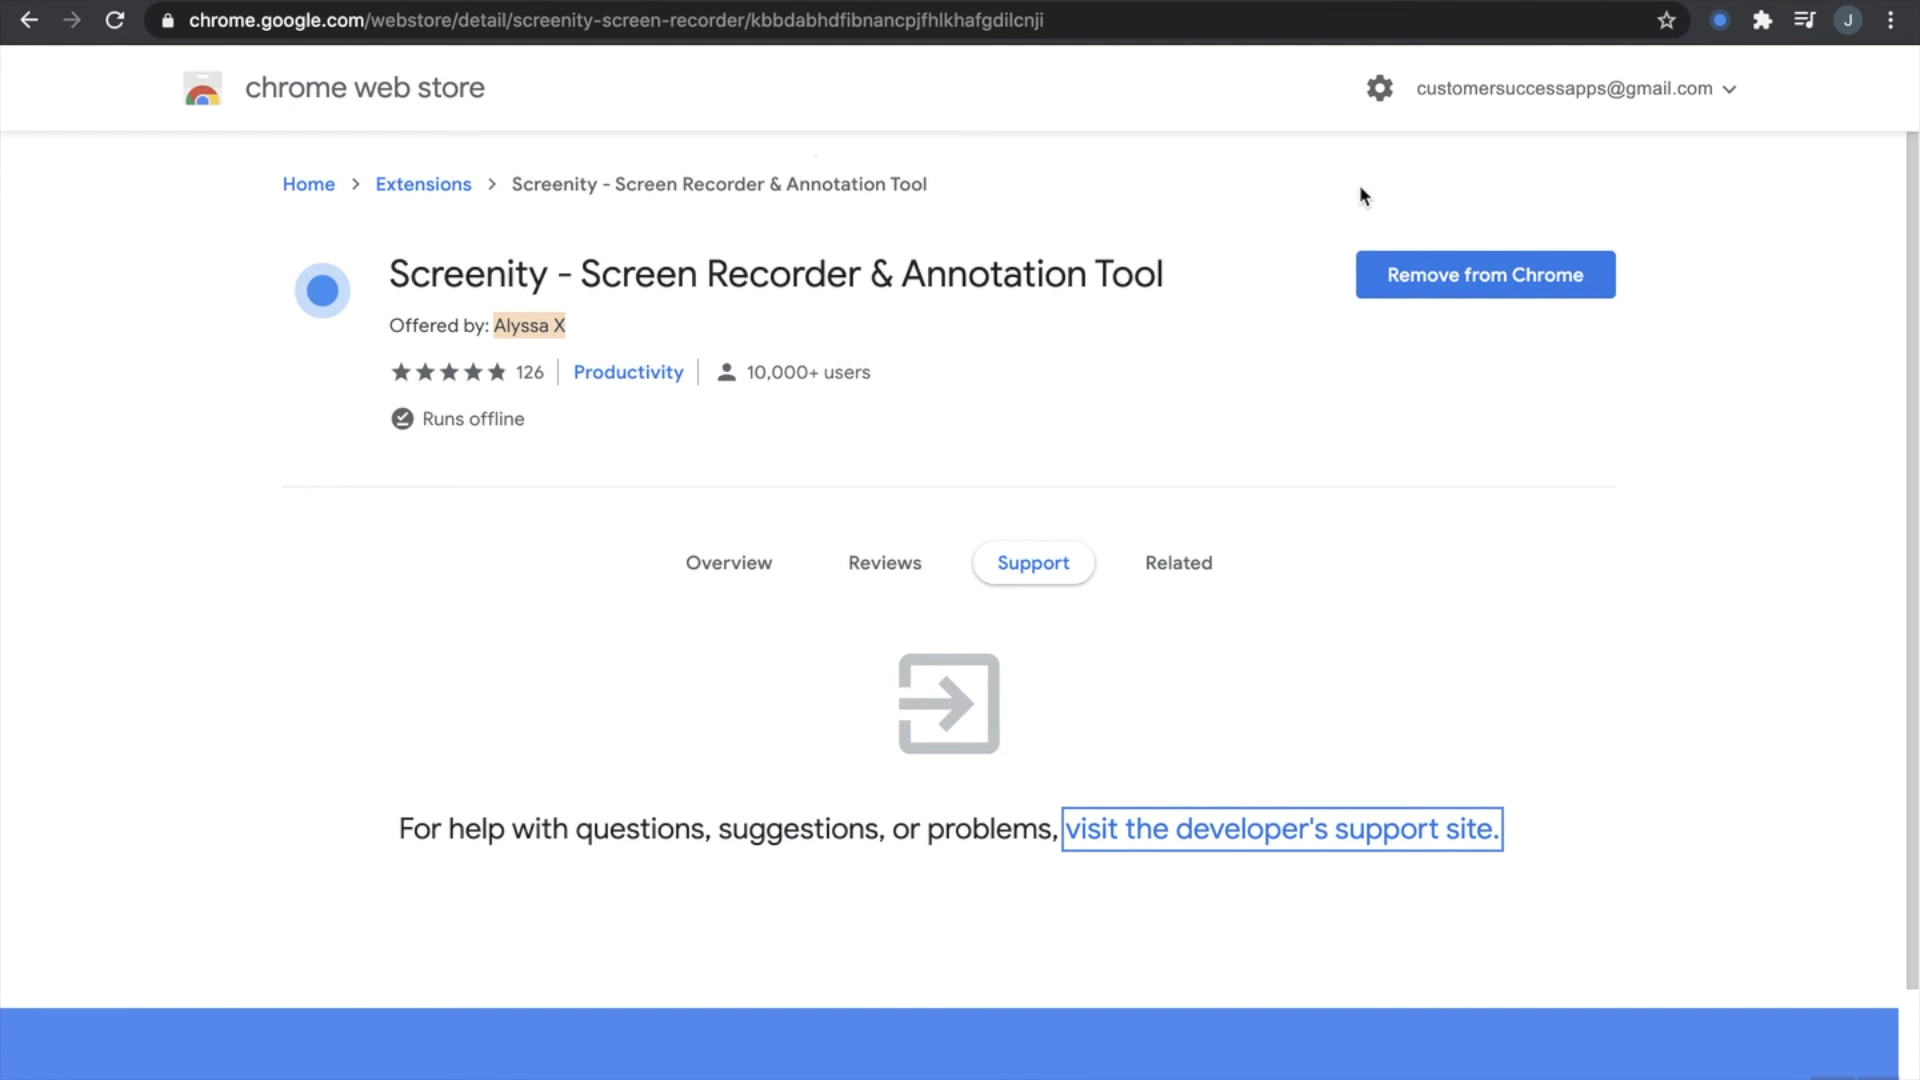 chrome.google.com/webstore/detail/screenity-screen-recorder/kbbdabhdfibnancpjfhlkhafgdilcnji
J
chrome web store
customersuccessapps@gmail.com
Home > Extensions > Screenity - Screen Recorder & Annotation Tool
Screenity - Screen Recorder & Annotation Tool
Remove from Chrome
Offered by: Alyssa X
126 Productivity 10,000+ users
Runs offline
Overview Reviews Support Related
For help with questions, suggestions, or problems, visit the developer's support site.